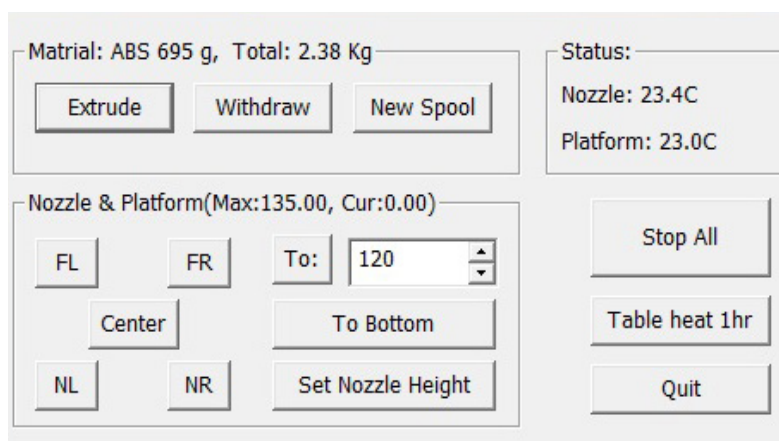 Matrial: ABS 695 g, Total: 2.38 Kg
Extrude Withdraw New Spool
Status:
Nozzle: 23.4C
Platform: 23.0C
Nozzle & Platform(Max:135.00, Cur:0.00)
FL FR To: 120
Center To Bottom
NL NR Set Nozzle Height
Stop All
Table heat 1hr
Quit